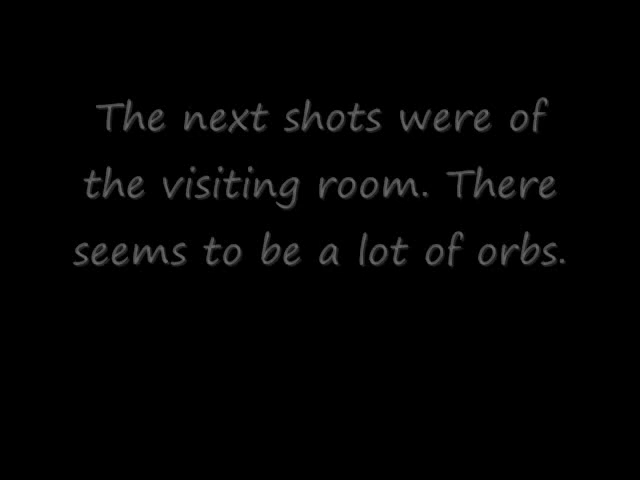 The next shots were of
the visiting room. There
seems to be a lot of orbs.